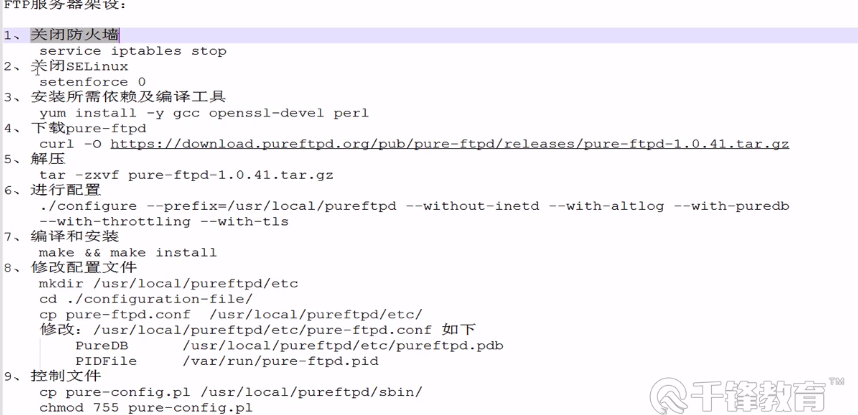 FTP服务器架设:
1、关闭防火墙
service iptables stop
2、关闭SELinux
setenforce 0
3、安装所需依赖及编译工具
yum install -y gcc openssl-devel perl
4、下载pure-ftpd
curl -O https://download.pureftpd.org/pub/pure-ftpd/releases/pure-ftpd-1.0.41.tar.gz
5、解压
tar -zxvf pure-ftpd-1.0.41.tar.gz
6、进行配置
./configure --prefix=/usr/local/pureftpd --without-inetd --with-altlog --with-puredb
--with-throttling --with-tls
7、编译和安装
make && make install
8、修改配置文件
mkdir /usr/local/pureftpd/etc
cd ./configuration-file/
cp pure-ftpd.conf /usr/local/pureftpd/etc/
修改: /usr/local/pureftpd/etc/pure-ftpd.conf 如下
PureDB /usr/local/pureftpd/etc/pureftpd.pdb
PIDFile /var/run/pure-ftpd.pid
9、控制文件
cp pure-config.pl /usr/local/pureftpd/sbin/
chmod 755 pure-config.pl
千锋教育™